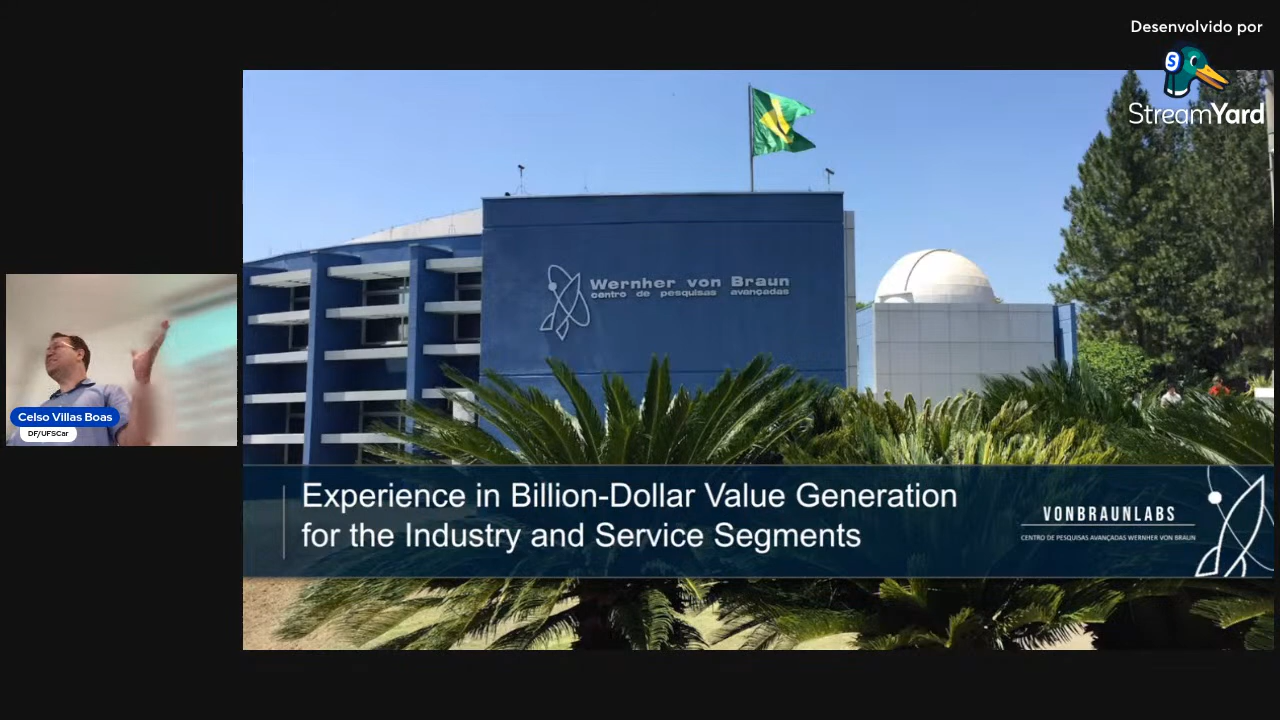 Desenvolvido por
StreamYard
Wernher von Braun
centro de pesquisas avançadas
Celso Villas Boas
DF/UFSCar
Experience in Billion-Dollar Value Generation
for the Industry and Service Segments
VONBRAUNLABS
CENTRO DE PESQUISAS AVANÇADAS WERNHER VON BRAUN